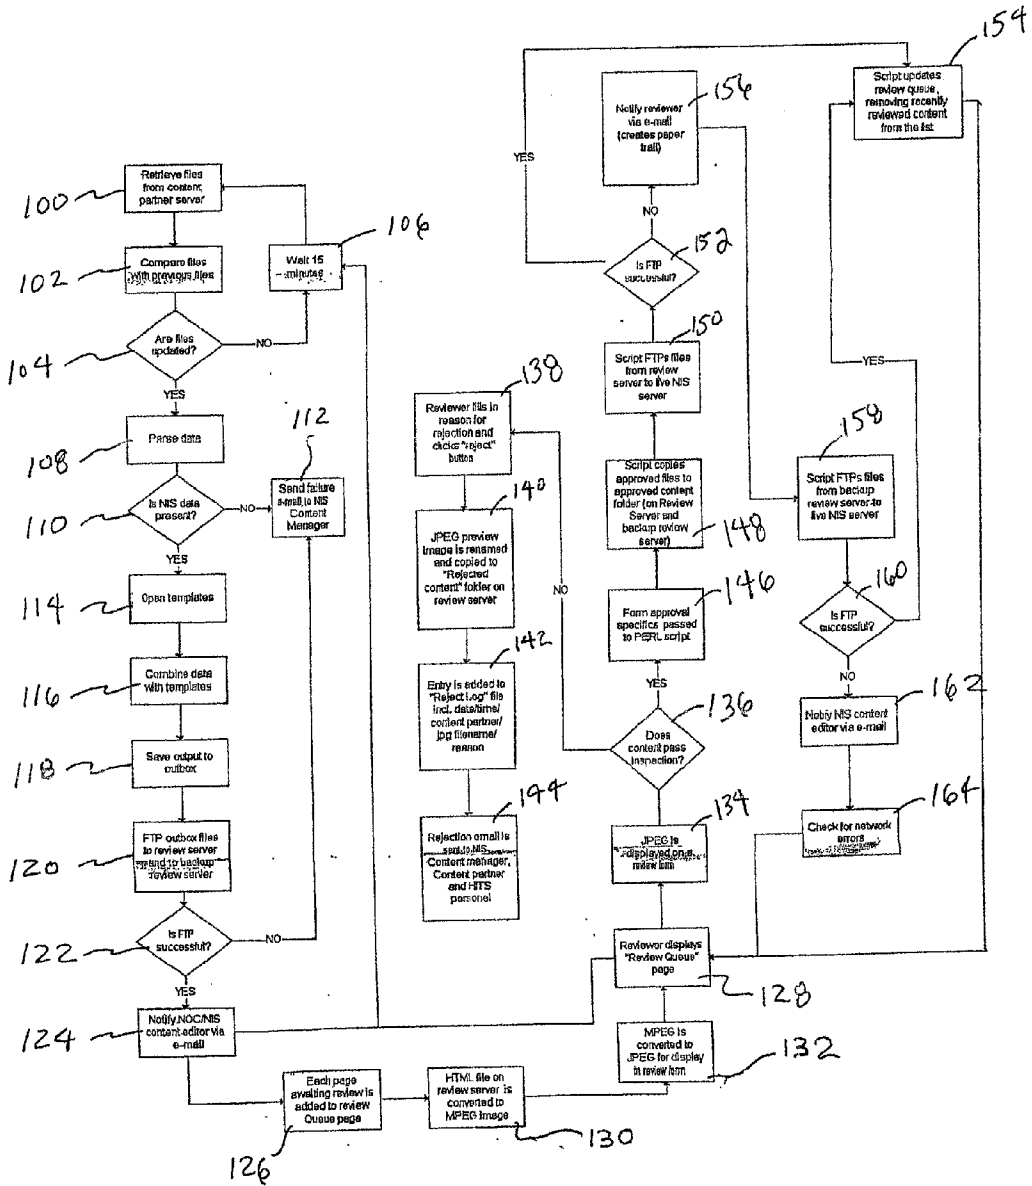 100
Retrieve files
from content
partner server
102
Compare files
with previous files
104
Are files
updated?
NO
106
Wait 15
minutes
YES
108
Parse data
110
Is NIS data
present?
NO
112
Send failure
e-mail to NIS
Content
Manager
YES
114
Open templates
116
Combine data
with templates
118
Save output to
outbox
120
FTP outbox files
to review server
and to backup
review server
122
Is FTP
successful?
NO
YES
124
Notify NOC/NIS
content editor via
e-mail
126
Each page
awaiting review is
added to review
Queue page
130
HTML file on
review server is
converted to
MPEG Image
132
MPEG is
converted to
JPEG for display
in review form
128
Reviewer displays
"Review Queue"
page
134
JPEG is
displayed on a
review form
136
Does
content pass
inspection?
NO
YES
138
Reviewer fills in
reason for
rejection and
clicks "reject"
button
140
JPEG preview
image is renamed
and copied to
"Rejected
content" folder on
review server
142
Entry is added to
"Reject Log" file
incl. date/time/
content partner/
jpg filename/
reason
144
Rejection email is
sent to NIS
Content manager,
Content partner
and HITS
personel
146
Form approval
specifics passed
to PERL script
148
Script copies
approved files to
approved content
folder (on Review
Server and
backup review
server)
150
Script FTPs files
from review
server to live NIS
server
152
Is FTP
successful?
YES
NO
156
Notify reviewer
via e-mail
(creates paper
trail)
154
Script updates
review queue,
removing recently
reviewed content
from the list
158
Script FTPs files
from backup
review server to
live NIS server
160
Is FTP
successful?
YES
NO
162
Notify NIS content
editor via e-mail
164
Check for network
errors